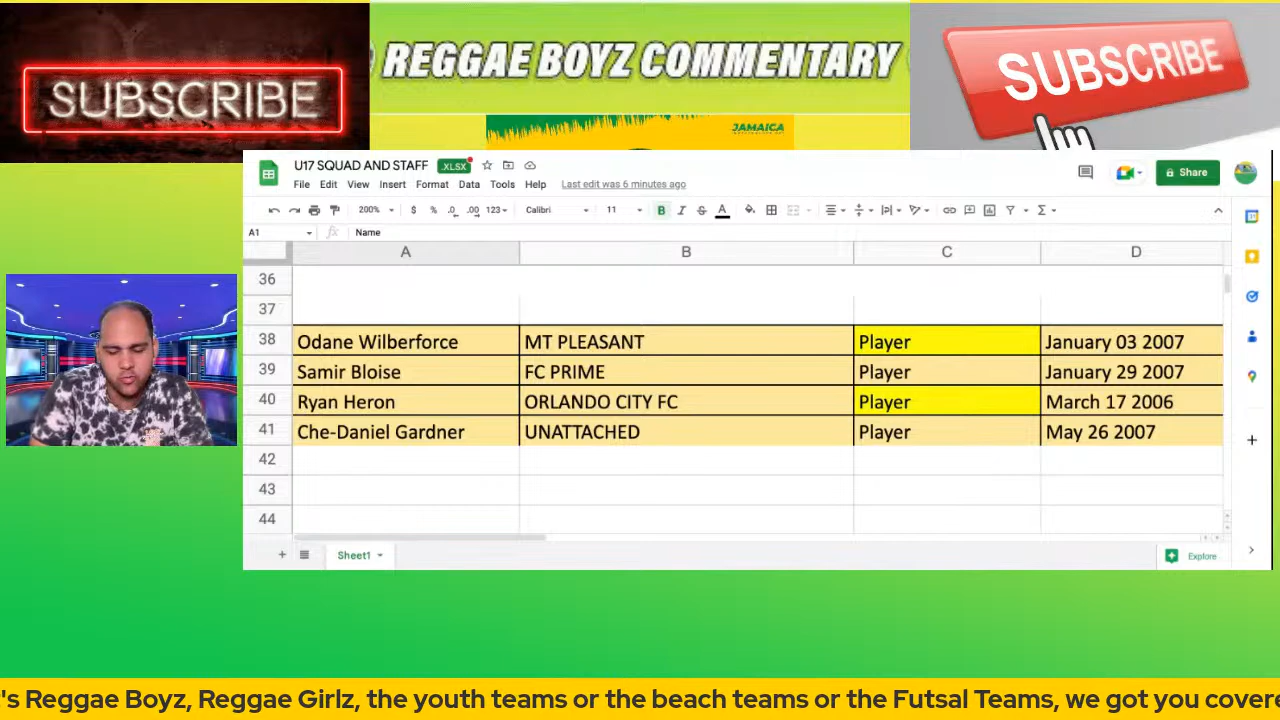 SUBSCRIBE
REGGAE BOYZ COMMENTARY
SUBSCRIBE
JAMAICA
U17 SQUAD AND STAFF .XLSX
File Edit View Insert Format Data Tools Help Last edit was 6 minutes ago
Share
200% $ % .0 .00 123 Calibri 11 B I S A
A1 fx Name
A B C D
36
37
38 Odane Wilberforce MT PLEASANT Player January 03 2007
39 Samir Bloise FC PRIME Player January 29 2007
40 Ryan Heron ORLANDO CITY FC Player March 17 2006
41 Che-Daniel Gardner UNATTACHED Player May 26 2007
42
43
44
Sheet1 Explore
's Reggae Boyz, Reggae Girlz, the youth teams or the beach teams or the Futsal Teams, we got you covere